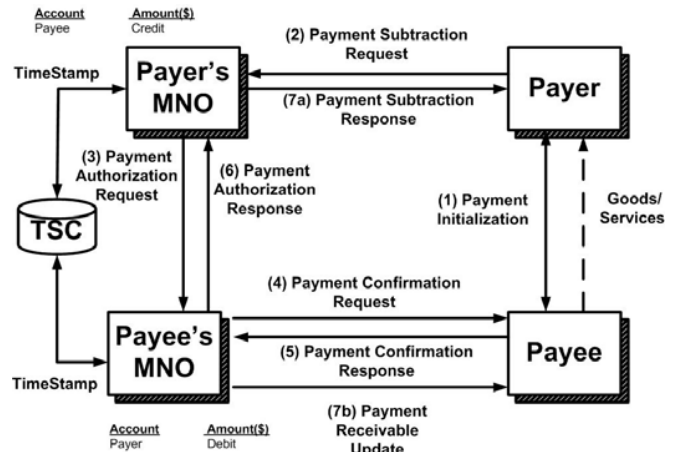 Account Amount($)
Payee Credit
TimeStamp
Payer's
MNO
(2) Payment Subtraction
Request
(7a) Payment Subtraction
Response
Payer
(3) Payment
Authorization
Request
(6) Payment
Authorization
Response
(1) Payment
Initialization
Goods/
Services
TSC
(4) Payment Confirmation
Request
Payee's
MNO
(5) Payment Confirmation
Response
Payee
TimeStamp
(7b) Payment
Receivable
Update
Account Amount($)
Payer Debit